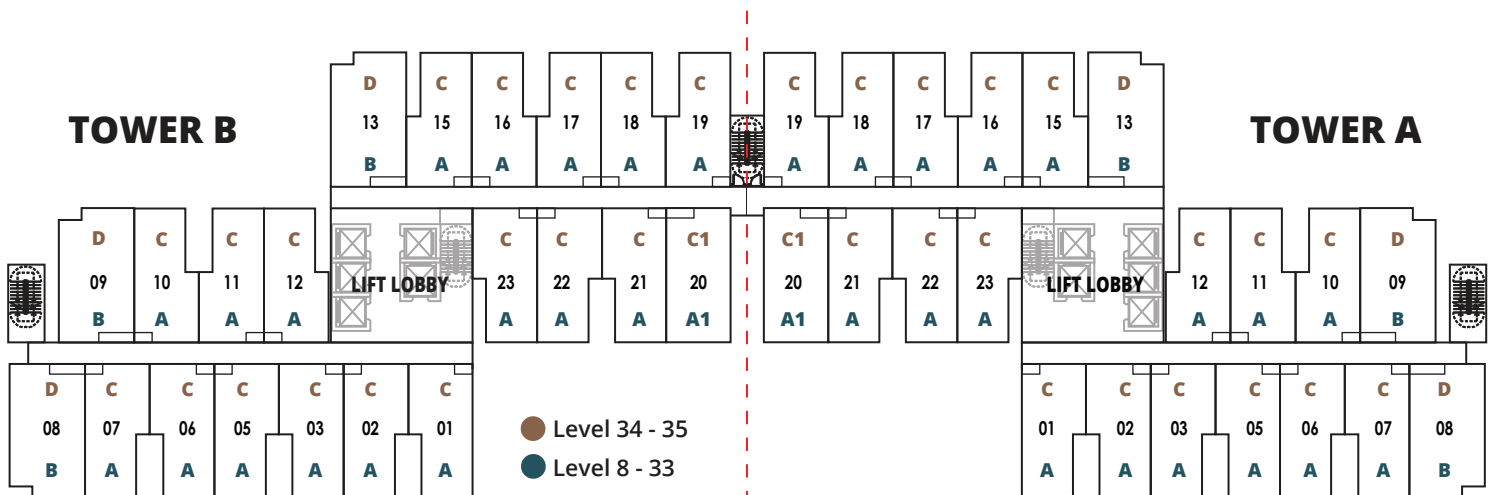 D C C C C C C C C C C D
13 15 16 17 18 19 19 18 17 16 15 13
TOWER B
TOWER A
B A A A A A A A A A A B
D C C C C C C C1 C1 C C C C C C D
09 10 11 12 LIFT LOBBY 23 22 21 20 20 21 22 23 LIFT LOBBY 12 11 10 09
B A A A A A A A1 A1 A A A A A A B
D C C C C C C C C C C C C D
08 07 06 05 03 02 01 01 02 03 05 06 07 08
B A A A A A A A A A A A A B
Level 34 - 35
Level 8 - 33